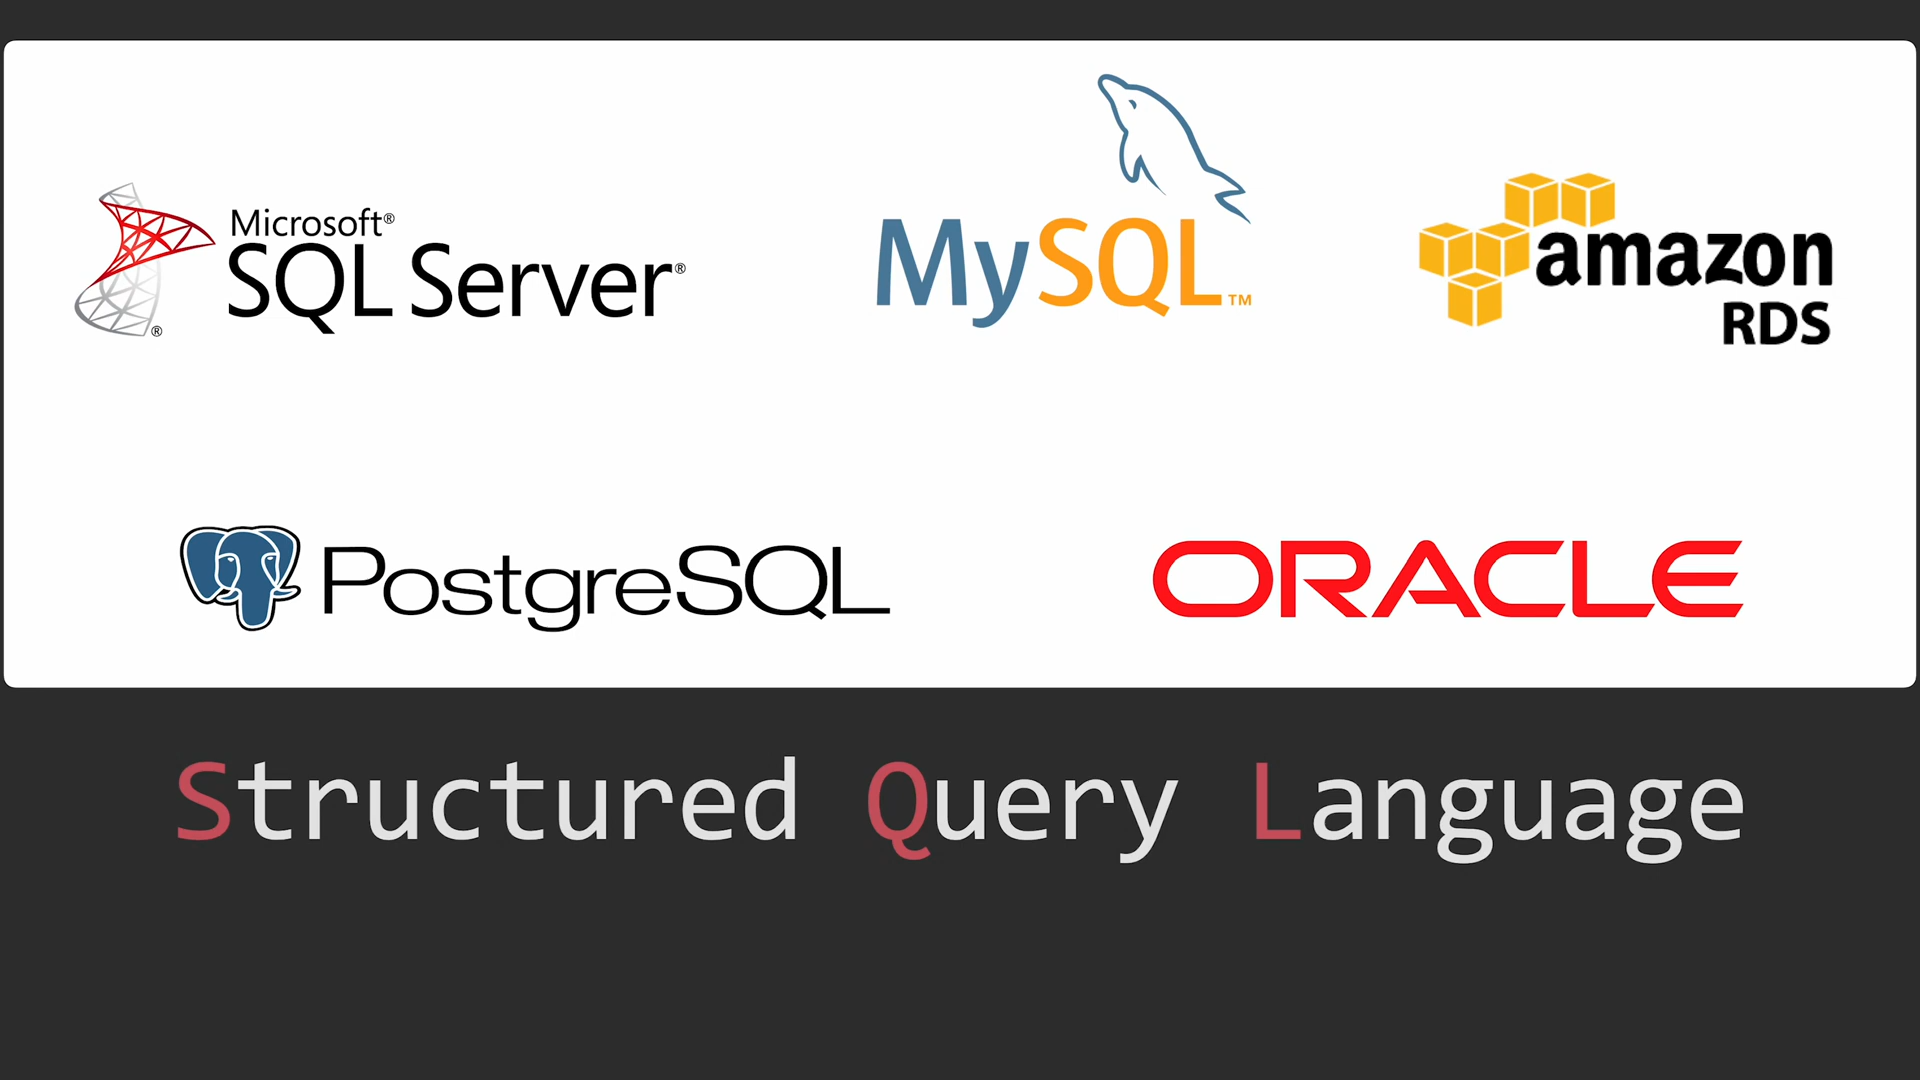 Microsoft®
SQL Server®
®
MySQL™
amazon
RDS
PostgreSQL
ORACLE
Structured Query Language